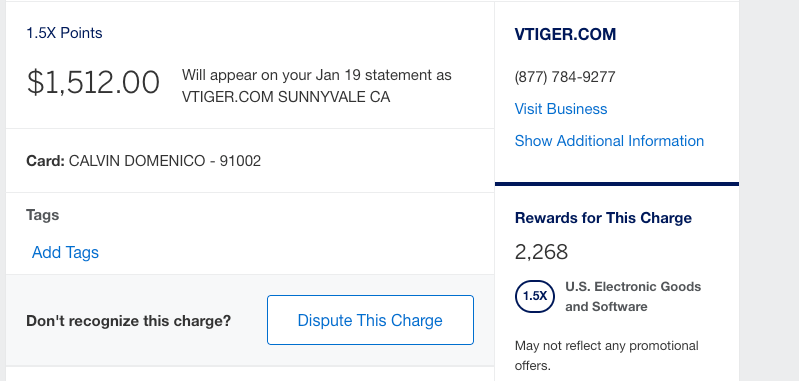 1.5X Points
$1,512.00
Will appear on your Jan 19 statement as
VTIGER.COM SUNNYVALE CA
Card: CALVIN DOMENICO - 91002
Tags
Add Tags
Don't recognize this charge?
Dispute This Charge
VTIGER.COM
(877) 784-9277
Visit Business
Show Additional Information
Rewards for This Charge
2,268
1.5X
U.S. Electronic Goods
and Software
May not reflect any promotional
offers.